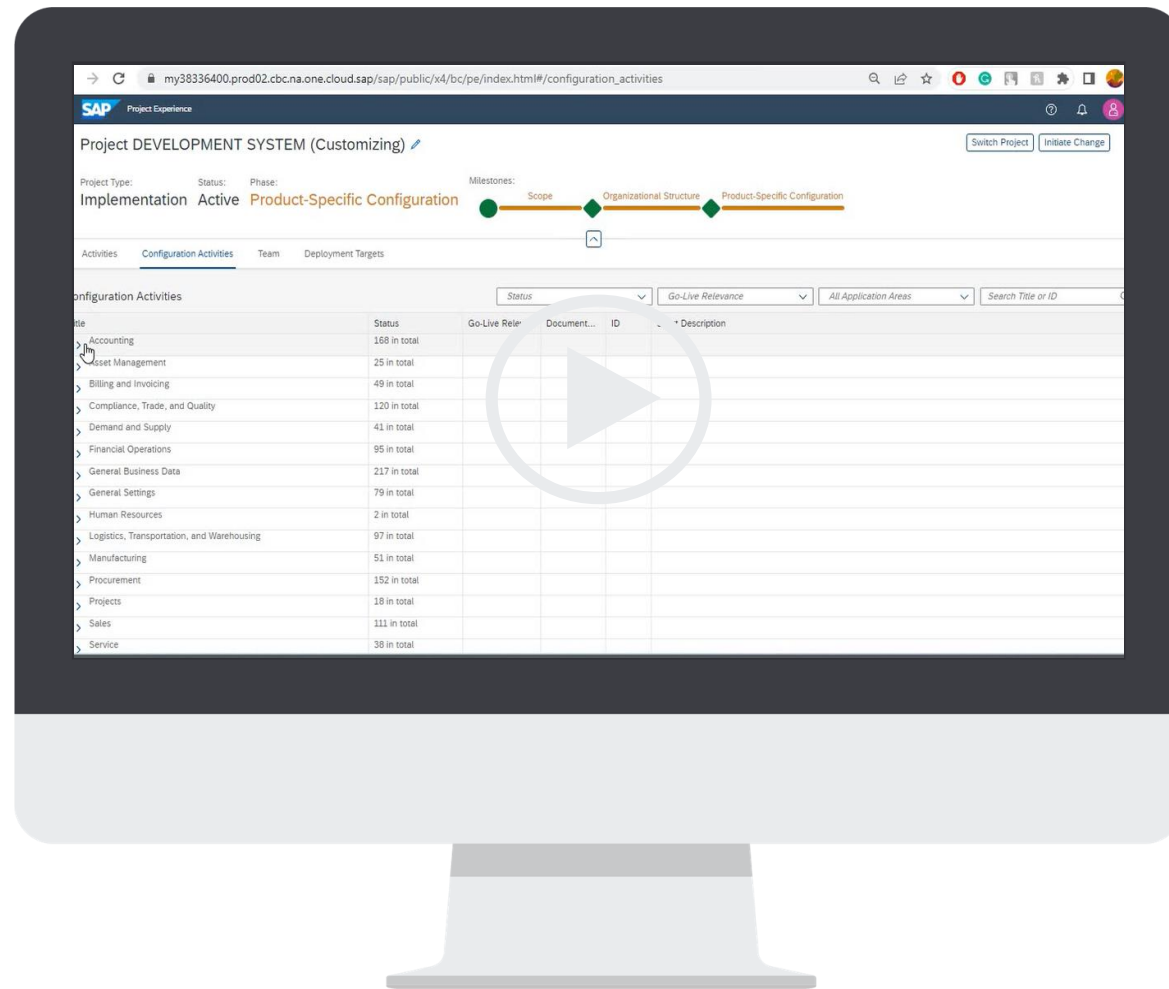 my38336400.prod02.cbc.na.one.cloud.sap/sap/public/x4/bc/pe/index.html#/configuration_activities
SAP Project Experience
Project DEVELOPMENT SYSTEM (Customizing)
Switch Project Initiate Change
Project Type: Status: Phase: Milestones:
Implementation Active Product-Specific Configuration
Scope Organizational Structure Product-Specific Configuration
Activities Configuration Activities Team Deployment Targets
onfiguration Activities Status Go-Live Relevance All Application Areas Search Title or ID
itle Status Go-Live Relev Document... ID Description
Accounting 168 in total
Asset Management 25 in total
Billing and Invoicing 49 in total
Compliance, Trade, and Quality 120 in total
Demand and Supply 41 in total
Financial Operations 95 in total
General Business Data 217 in total
General Settings 79 in total
Human Resources 2 in total
Logistics, Transportation, and Warehousing 97 in total
Manufacturing 51 in total
Procurement 152 in total
Projects 18 in total
Sales 111 in total
Service 38 in total